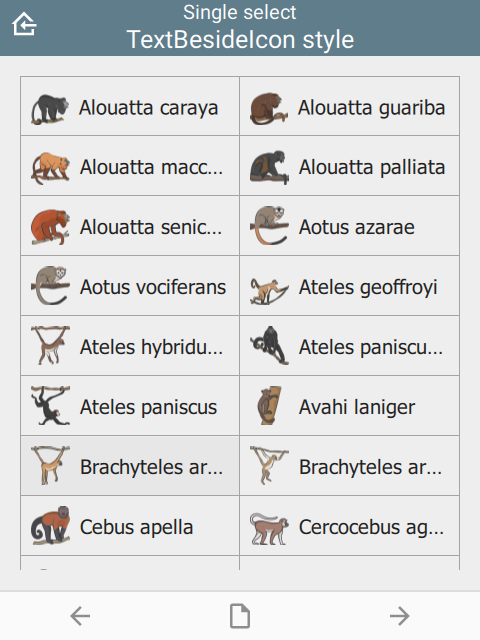 Single select
TextBesideIcon style
Alouatta caraya
Alouatta guariba
Alouatta macc...
Alouatta palliata
Alouatta senic...
Aotus azarae
Aotus vociferans
Ateles geoffroyi
Ateles hybridu...
Ateles paniscu...
Ateles paniscus
Avahi laniger
Brachyteles ar...
Brachyteles ar...
Cebus apella
Cercocebus ag...